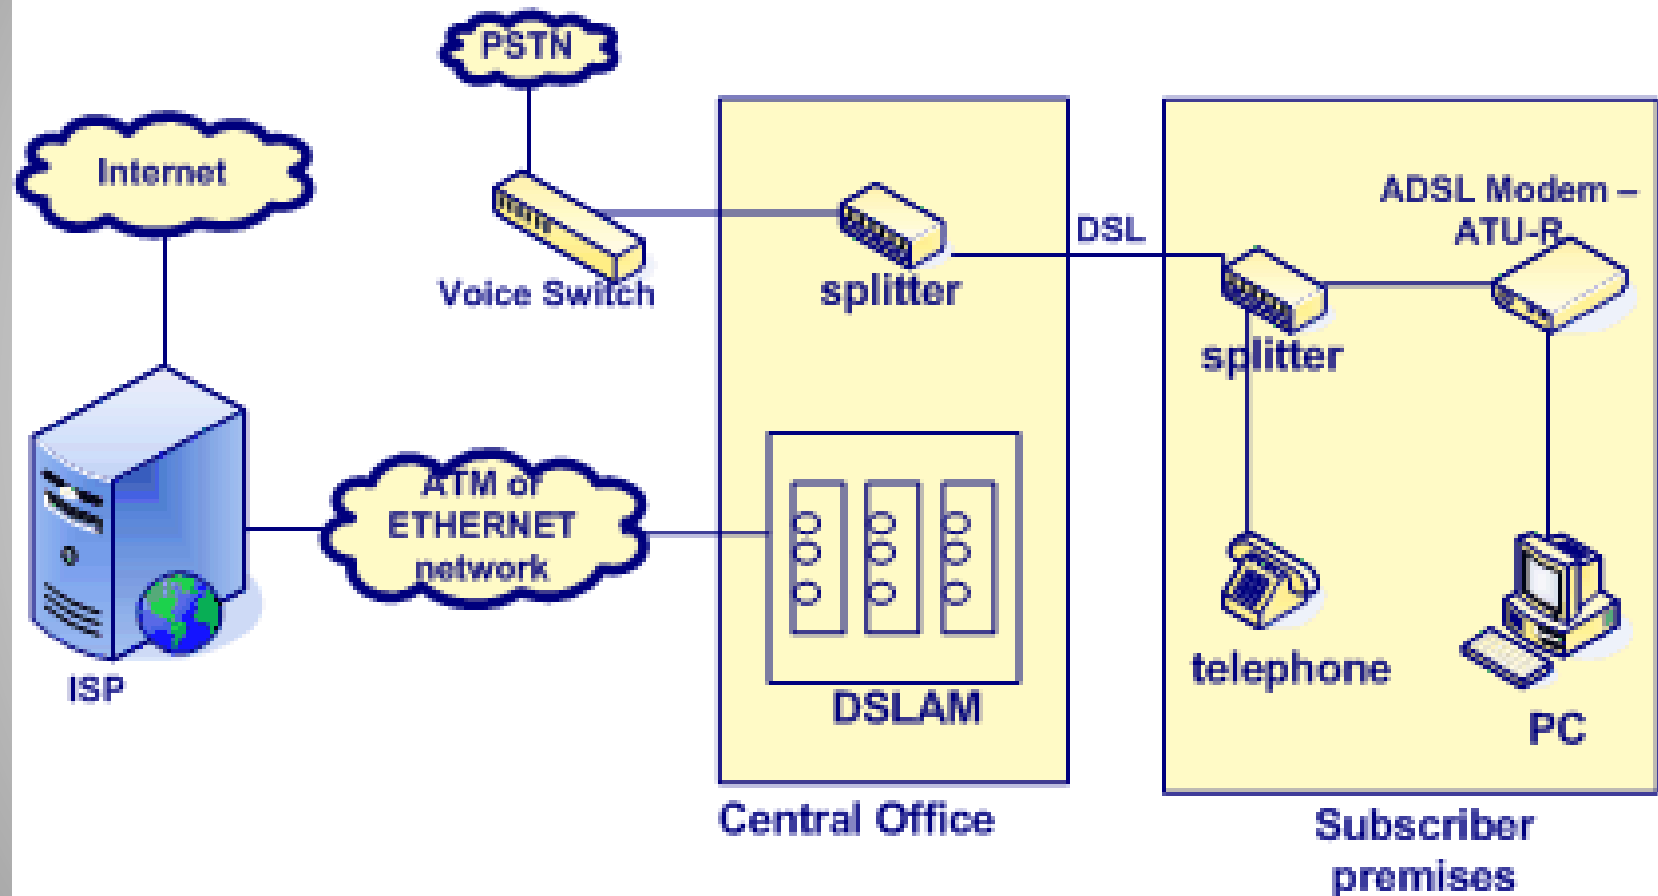 PSTN
Internet
Voice Switch
splitter
DSL
ADSL Modem –
ATU-R
splitter
ATM of
ETHERNET
network
ISP
DSLAM
telephone
PC
Central Office
Subscriber
premises